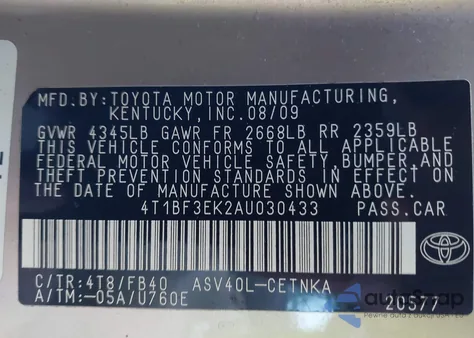 MFD.BY:TOYOTA MOTOR MANUFACTURING,
KENTUCKY, INC.08/09
GVWR 4345LB GAWR FR 2668LB RR 2359LB
THIS VEHICLE CONFORMS TO ALL APPLICABLE
FEDERAL MOTOR VEHICLE SAFETY,BUMPER,AND
THEFT PREVENTION STANDARDS IN EFFECT ON
THE DATE OF MANUFACTURE SHOWN ABOVE.
4T1BF3EK2AU030433 PASS.CAR
TOYOTA
C/TR:4T8/FB40 ASV40L-CETNKA
A/TM:-05A/U760E 20577
autoSnap